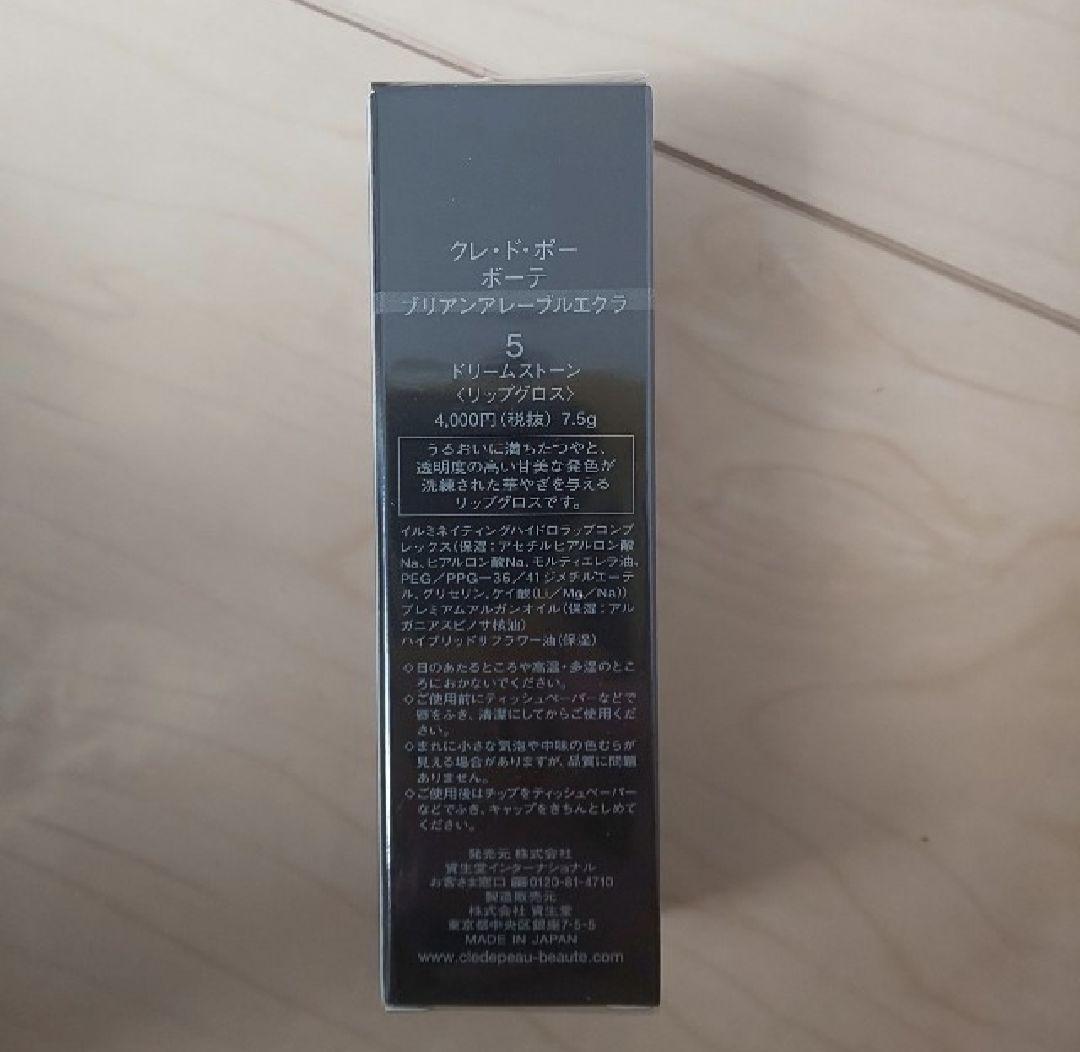 クレ・ド・ポー
ボーテ
ブリアンアレーブルエクラ
5
ドリームストーン
〈リップグロス〉
4,000円(税抜) 7.5g
うるおいに満ちたつやと、
透明度の高い甘美な発色が
洗練された華やぎを与える
リップグロスです。
イルミネイティングハイドロラップコンプ
レックス(保湿:アセチルヒアルロン酸
Na、ヒアルロン酸Na、モルティエレラ油、
PEG/PPG-36/41ジメチルエーテ
ル、グリセリン、ケイ酸(Li/Mg/Na))
プレミアムアルガンオイル(保湿:アル
ガニアスピノサ核油)
ハイブリッドサフラワー油(保湿)
◇日のあたるところや高温・多湿のとこ
ろにおかないでください。
◇ご使用前にティッシュペーパーなどで
唇をふき、清潔にしてからご使用くだ
さい。
◇まれに小さな気泡や中味の色むらが
見える場合がありますが、品質に問題
ありません。
◇ご使用後はチップをティッシュペーパー
などでふき、キャップをきちんとしめて
ください。
発売元 株式会社
資生堂インターナショナル
お客さま窓口 0120-81-4710
製造販売元
株式会社 資生堂
東京都中央区銀座7-5-5
MADE IN JAPAN
www.cledepeau-beaute.com